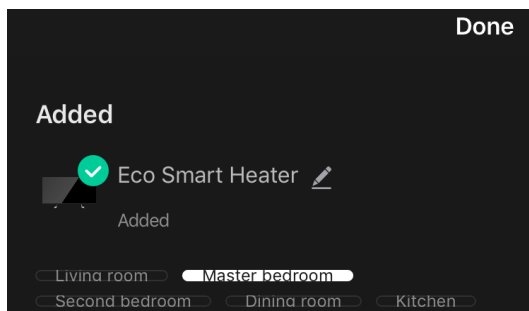 Done
Added
Eco Smart Heater
Added
Living room Master bedroom
Second bedroom Dining room Kitchen